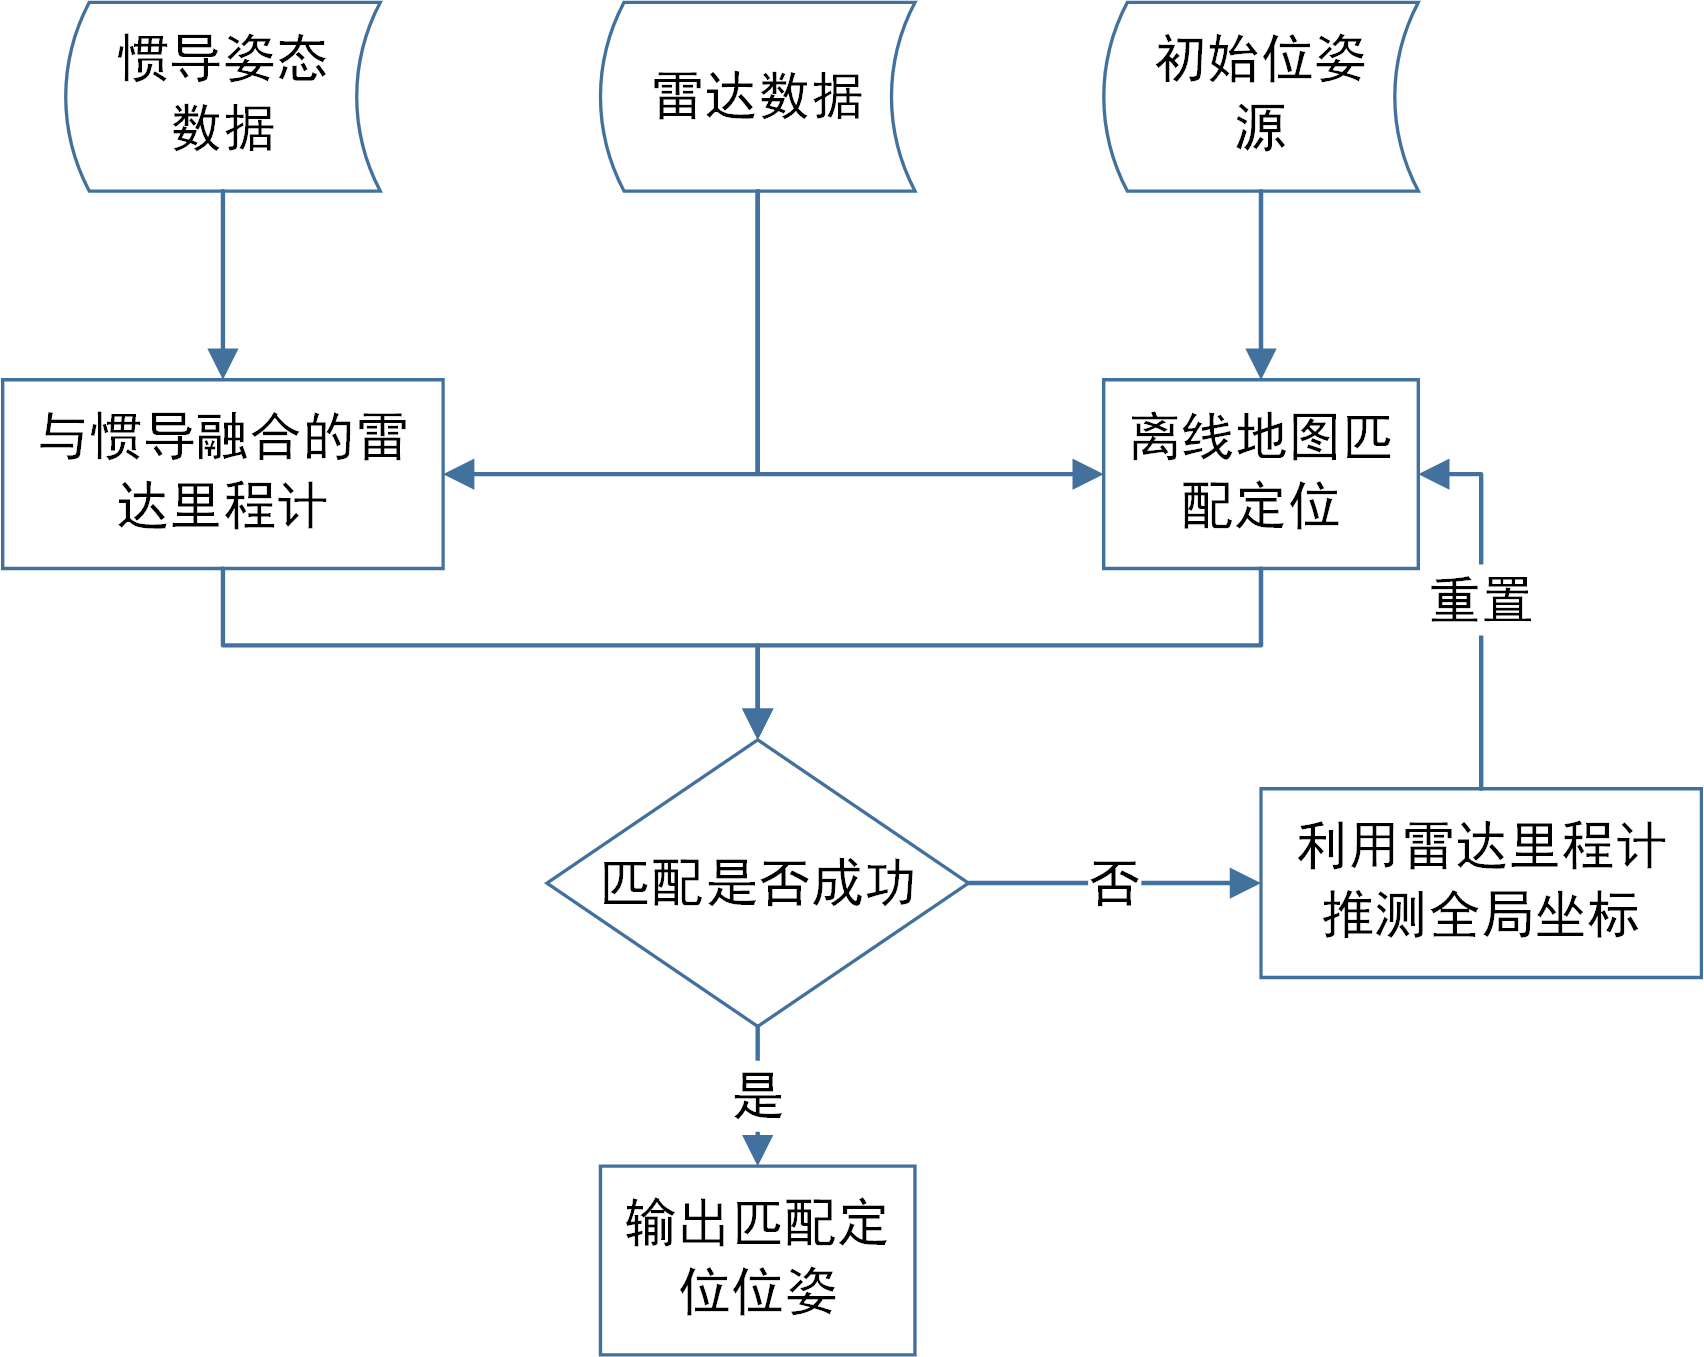 惯导姿态
数据
雷达数据
初始位姿
源
与惯导融合的雷
达里程计
离线地图匹
配定位
重置
匹配是否成功
否
利用雷达里程计
推测全局坐标
是
输出匹配定
位位姿